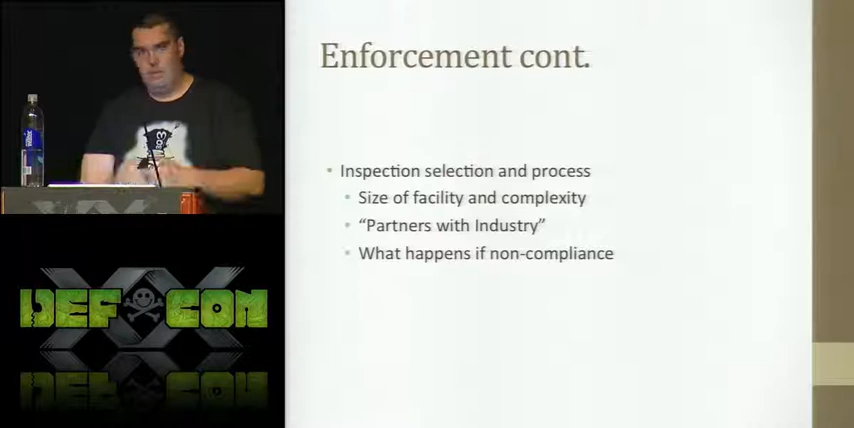 Enforcement cont.
• Inspection selection and process
• Size of facility and complexity
• “Partners with Industry”
• What happens if non-compliance
XX
DEF CON